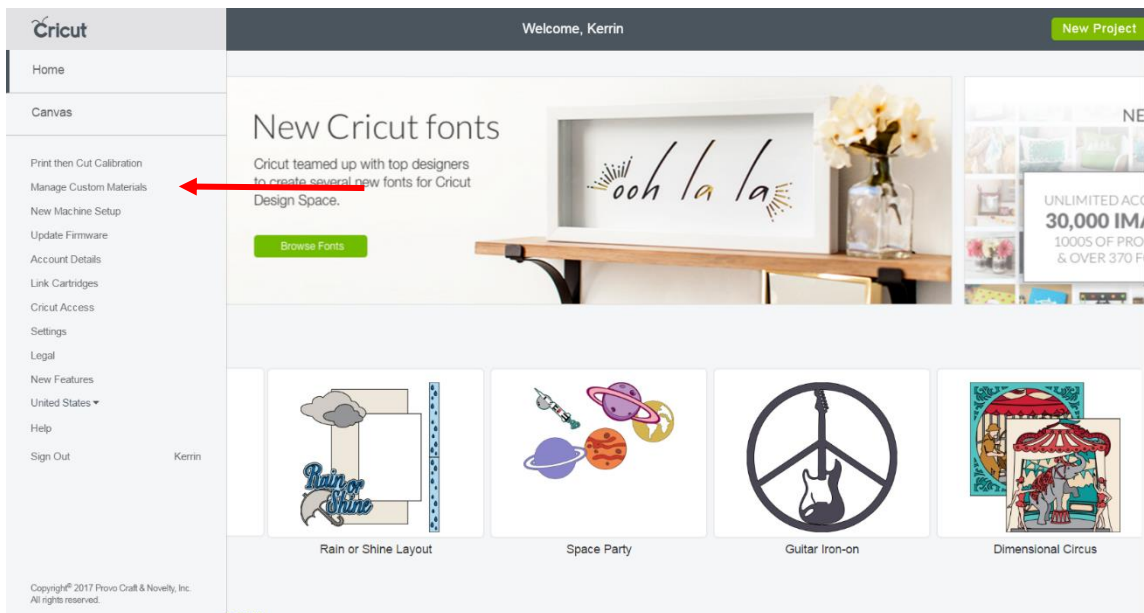 Cricut
Welcome, Kerrin
New Project
Home
Canvas
Print then Cut Calibration
Manage Custom Materials
New Machine Setup
Update Firmware
Account Details
Link Cartridges
Cricut Access
Settings
Legal
New Features
United States
Help
Sign Out Kerrin
Copyright© 2017 Provo Craft & Novelty, Inc.
All rights reserved.
New Cricut fonts
Cricut teamed up with top designers
to create several new fonts for Cricut
Design Space.
Browse Fonts
ooh la la
UNLIMITED
30,000
1000S OF
& OVER 370
Rain or
Shine
Rain or Shine Layout
Space Party
Guitar Iron-on
Dimensional Circus